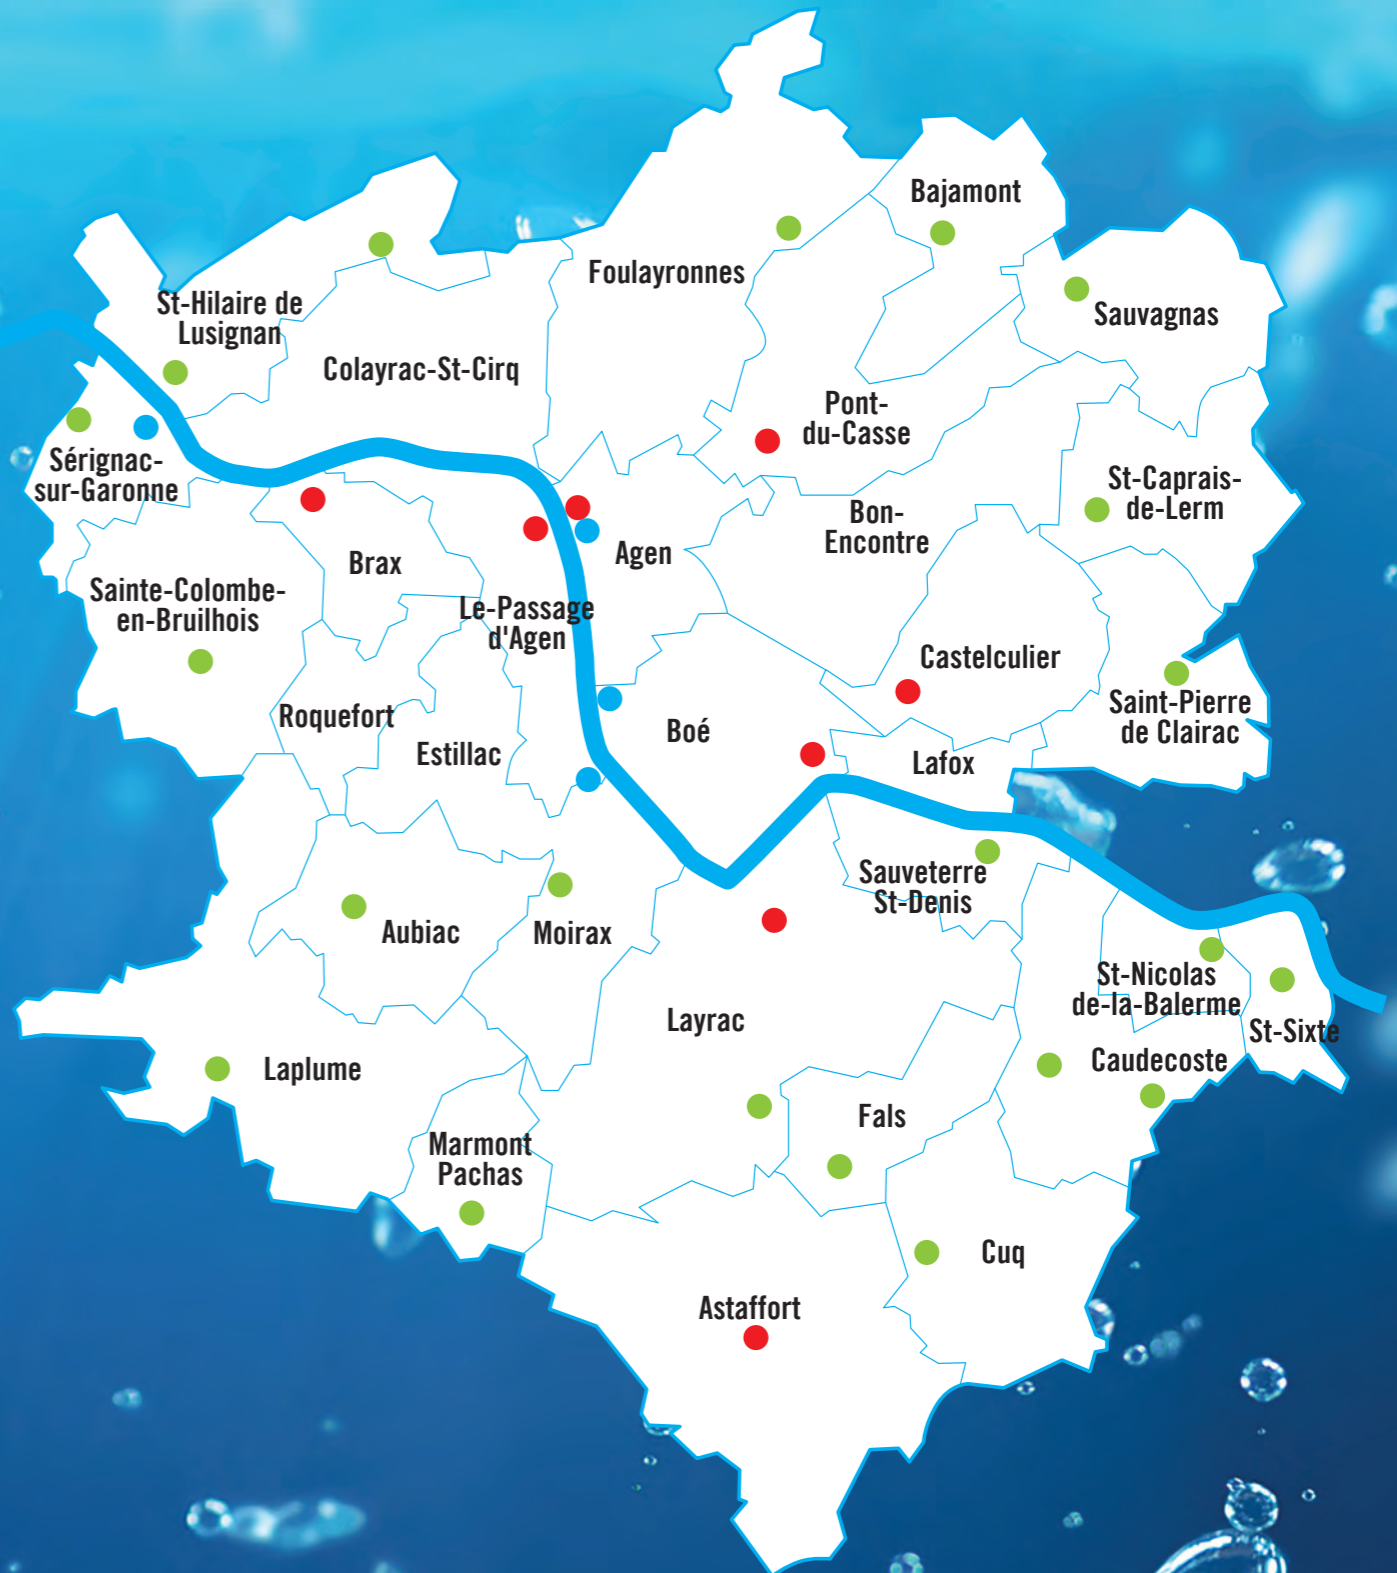 Bajamont
Foulayronnes
St-Hilaire de
Lusignan
Sauvagnas
Colayrac-St-Cirq
Pont-
du-Casse
Sérignac-
sur-Garonne
St-Caprais-
de-Lerm
Bon-
Encontre
Agen
Brax
Sainte-Colombe-
en-Bruilhois
Le-Passage
d'Agen
Castelculier
Saint-Pierre
de Clairac
Roquefort
Boé
Estillac
Lafox
Sauveterre
St-Denis
Aubiac
Moirax
St-Nicolas
de-la-Balerme
Layrac
St-Sixte
Laplume
Caudecoste
Fals
Marmont
Pachas
Cuq
Astaffort